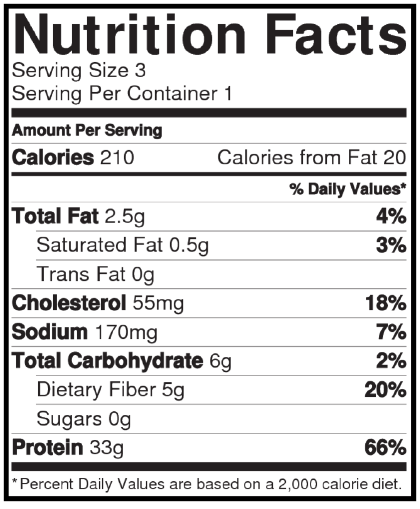 Nutrition Facts
Serving Size 3
Serving Per Container 1
Amount Per Serving
Calories 210 Calories from Fat 20
% Daily Values*
Total Fat 2.5g 4%
Saturated Fat 0.5g 3%
Trans Fat 0g
Cholesterol 55mg 18%
Sodium 170mg 7%
Total Carbohydrate 6g 2%
Dietary Fiber 5g 20%
Sugars 0g
Protein 33g 66%
*Percent Daily Values are based on a 2,000 calorie diet.